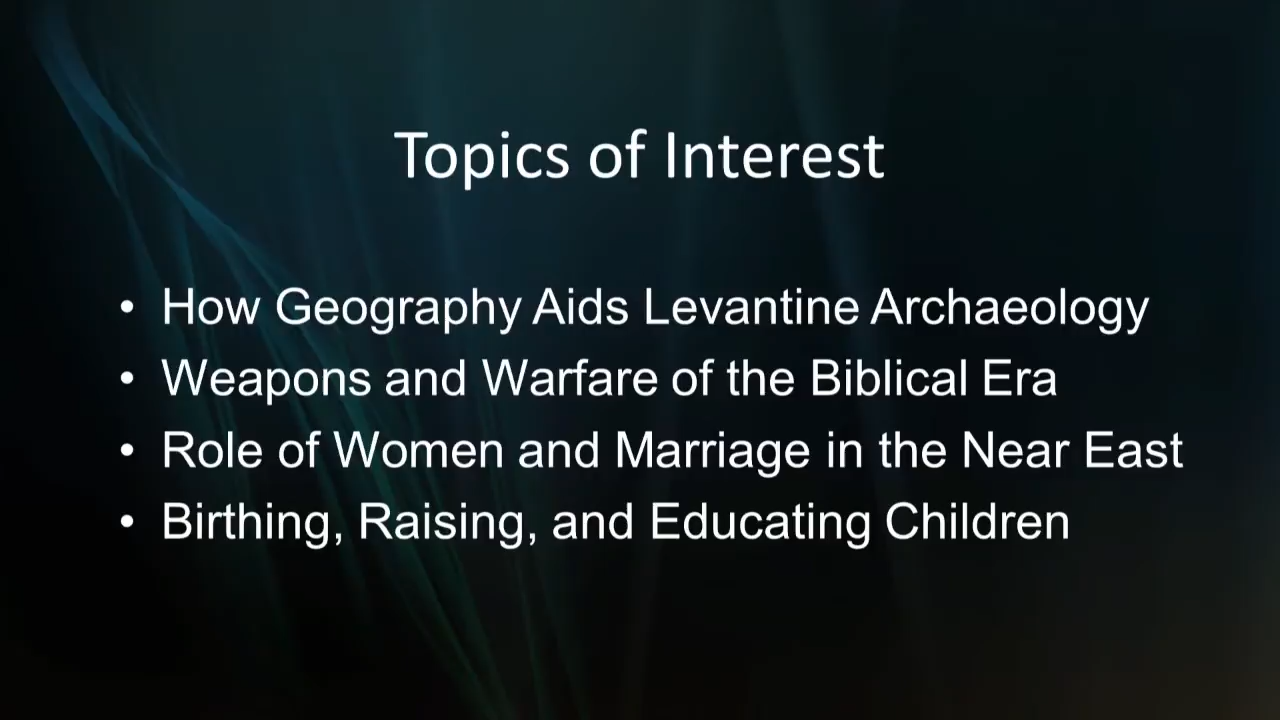 Topics of Interest
• How Geography Aids Levantine Archaeology
• Weapons and Warfare of the Biblical Era
• Role of Women and Marriage in the Near East
• Birthing, Raising, and Educating Children